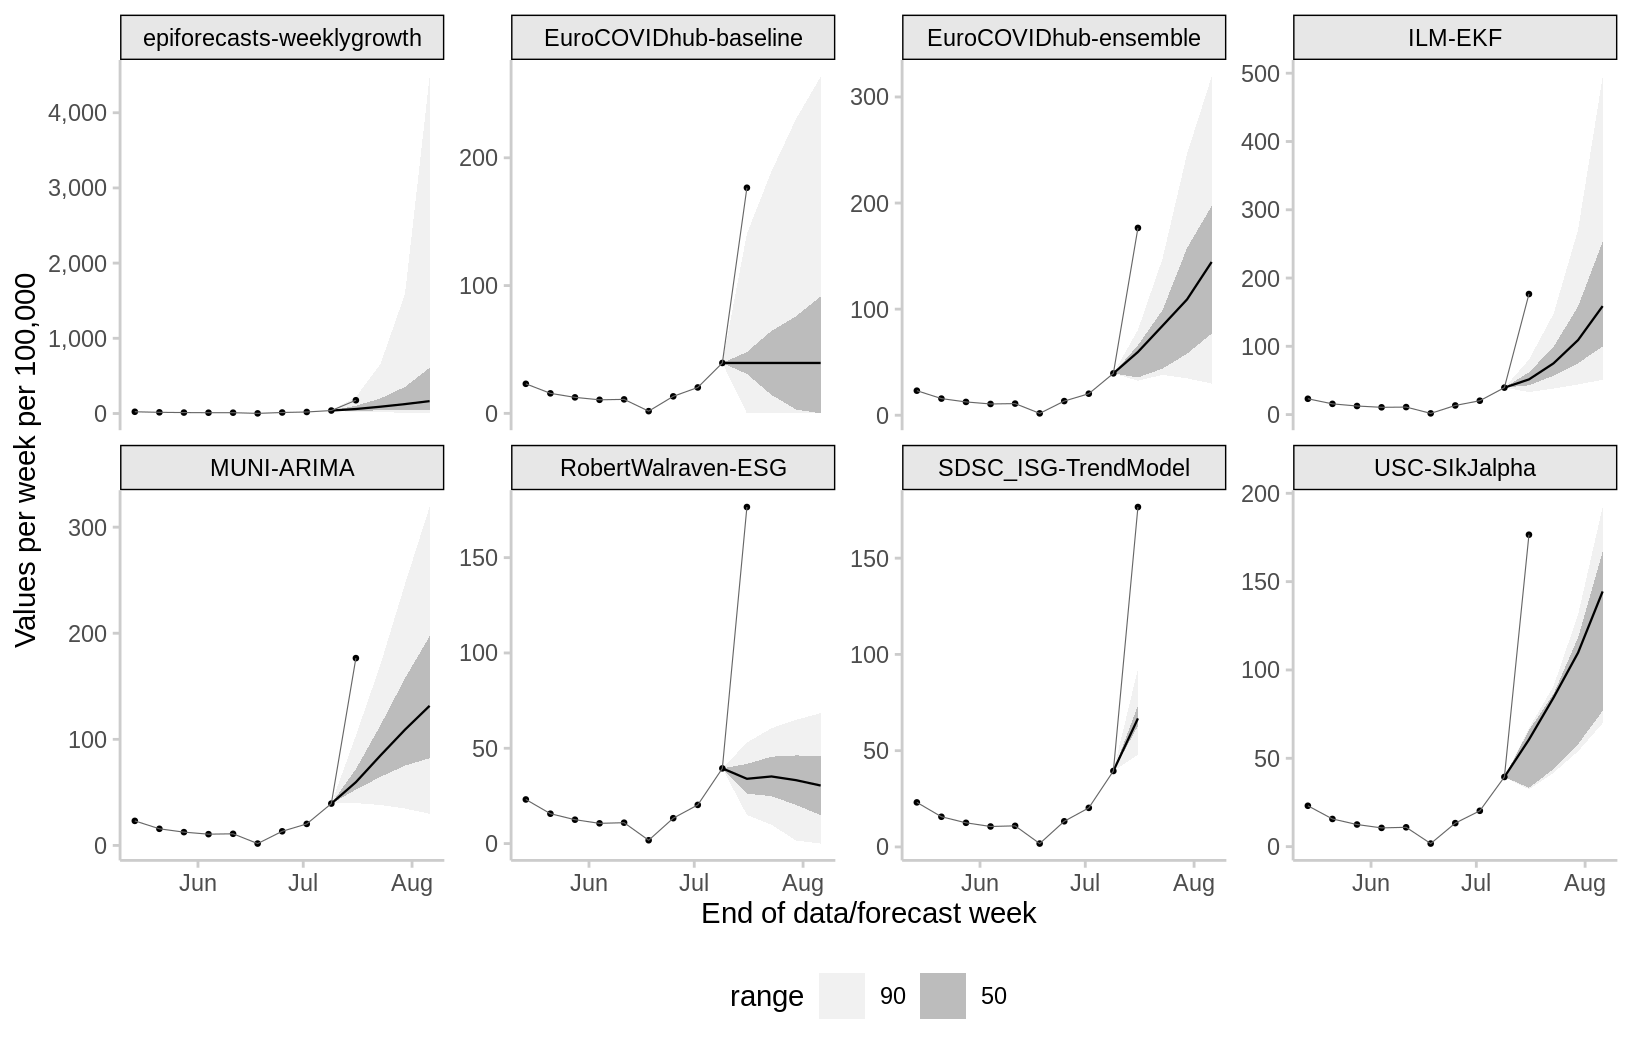 epiforecasts-weeklygrowth
EuroCOVIDhub-baseline
EuroCOVIDhub-ensemble
ILM-EKF
4,000
3,000
2,000
1,000
0
200
100
0
300
200
100
0
500
400
300
200
100
0
MUNI-ARIMA
RobertWalraven-ESG
SDSC_ISG-TrendModel
USC-SIkJalpha
300
200
100
0
150
100
50
0
150
100
50
0
200
150
100
50
0
Jun Jul Aug
Jun Jul Aug
Jun Jul Aug
Jun Jul Aug
Values per week per 100,000
End of data/forecast week
range 90 50